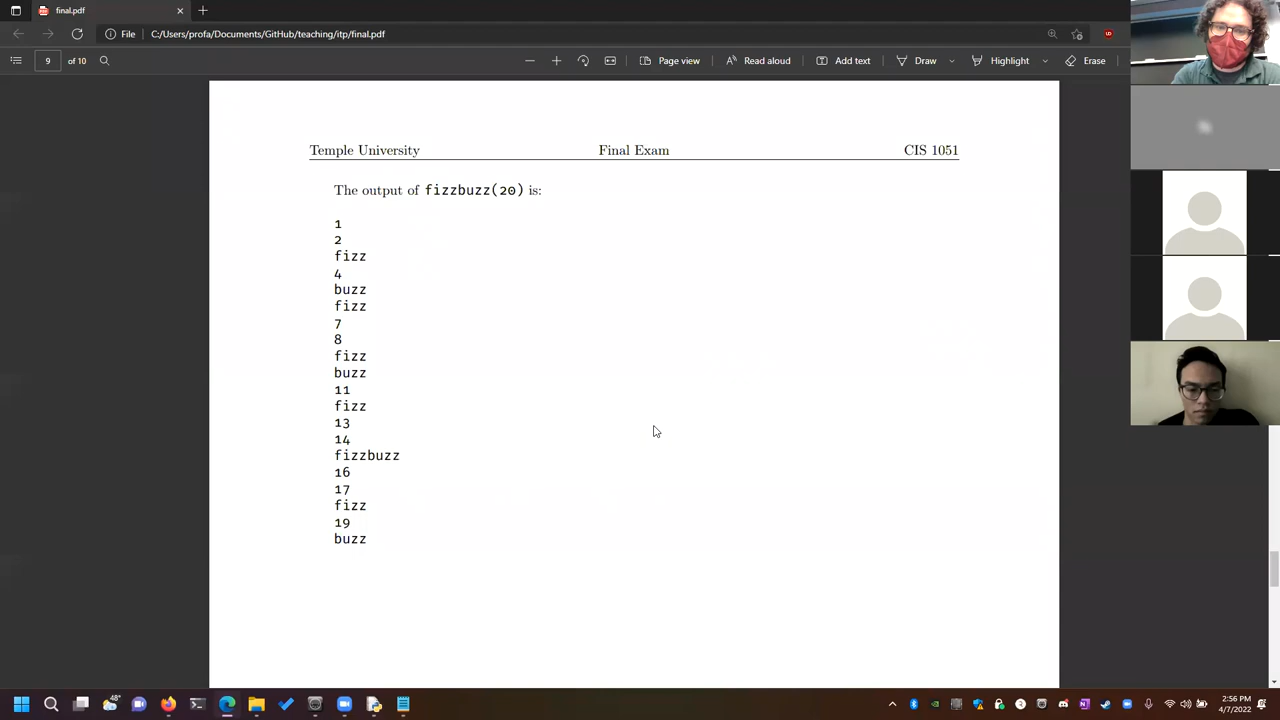 final.pdf
File
C:/Users/profa/Documents/GitHub/teaching/itp/final.pdf
9 of 10
Page view
Read aloud
Add text
Draw
Highlight
Erase
Temple University Final Exam CIS 1051
The output of fizzbuzz(20) is:
1
2
fizz
4
buzz
fizz
7
8
fizz
buzz
11
fizz
13
14
fizzbuzz
16
17
fizz
19
buzz
48°
2:56 PM
4/7/2022